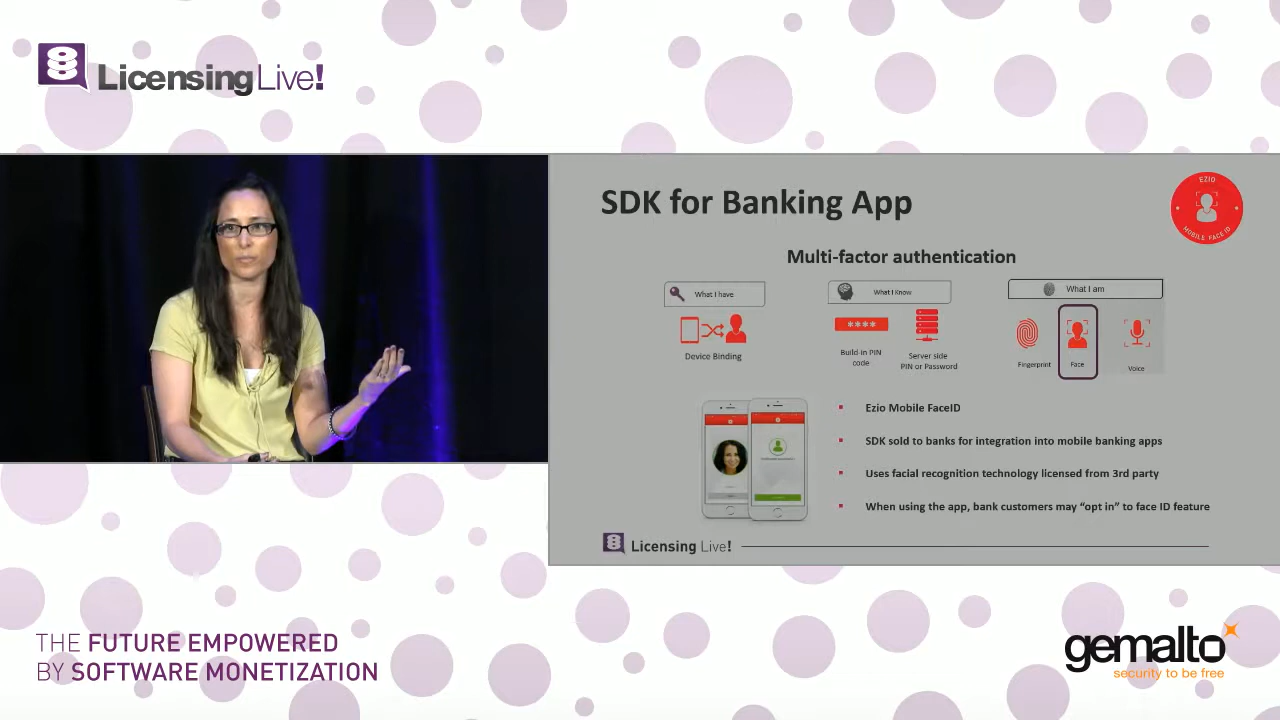 Licensing Live!
SDK for Banking App
EZIO
MOBILE FACE ID
Multi-factor authentication
What I have
What I Know
What I am
****
Device Binding
Build-in PIN
code
Server side
PIN or Password
Fingerprint
Face
Voice
Ezio Mobile FaceID
SDK sold to banks for integration into mobile banking apps
Uses facial recognition technology licensed from 3rd party
When using the app, bank customers may “opt in” to face ID feature
Licensing Live!
THE FUTURE EMPOWERED
BY SOFTWARE MONETIZATION
gemalto
security to be free